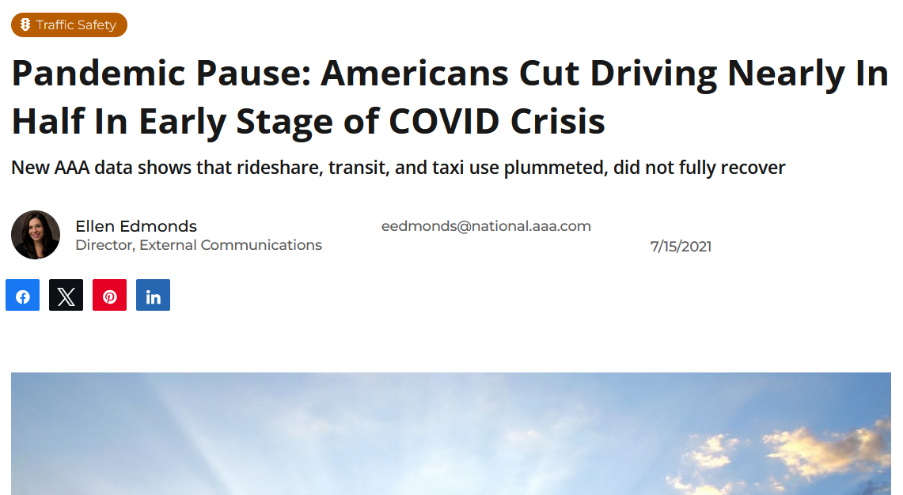 Traffic Safety
Pandemic Pause: Americans Cut Driving Nearly In
Half In Early Stage of COVID Crisis
New AAA data shows that rideshare, transit, and taxi use plummeted, did not fully recover
Ellen Edmonds
Director, External Communications
eedmonds@national.aaa.com
7/15/2021